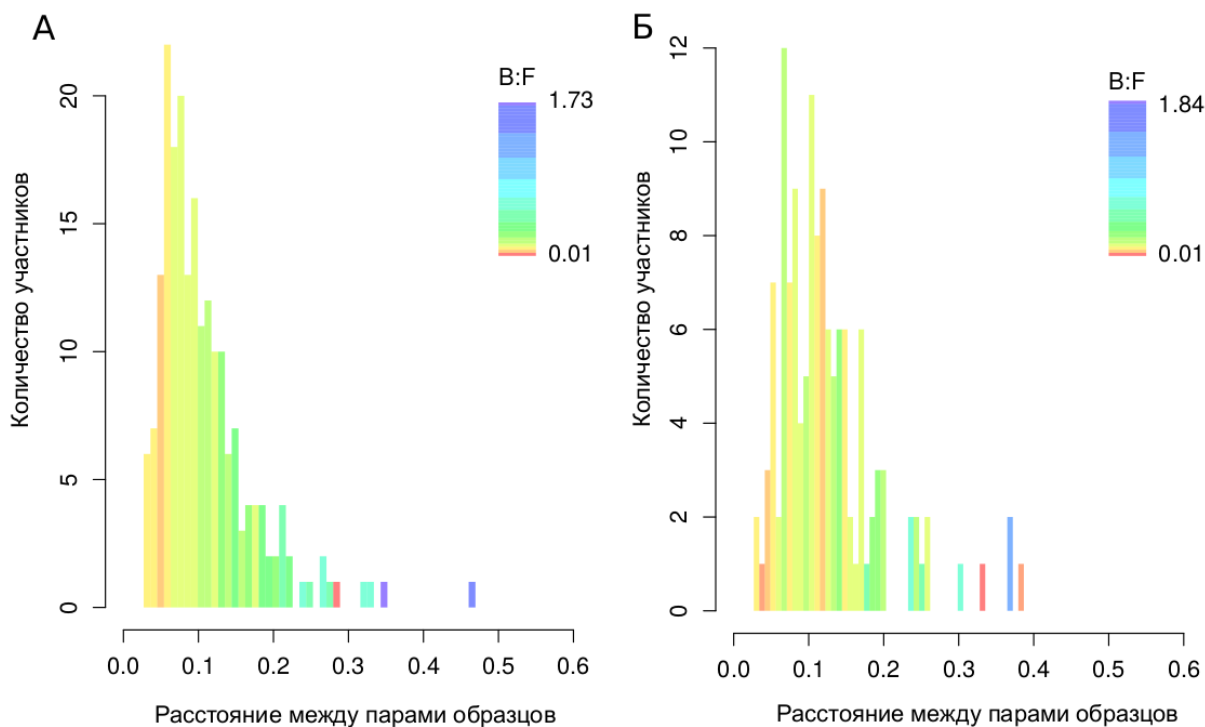 А
B:F
1.73
0.01
Количество участников
20
15
10
5
0
0.0 0.1 0.2 0.3 0.4 0.5 0.6
Расстояние между парами образцов
Б
B:F
1.84
0.01
Количество участников
12
10
8
6
4
2
0
0.0 0.1 0.2 0.3 0.4 0.5 0.6
Расстояние между парами образцов